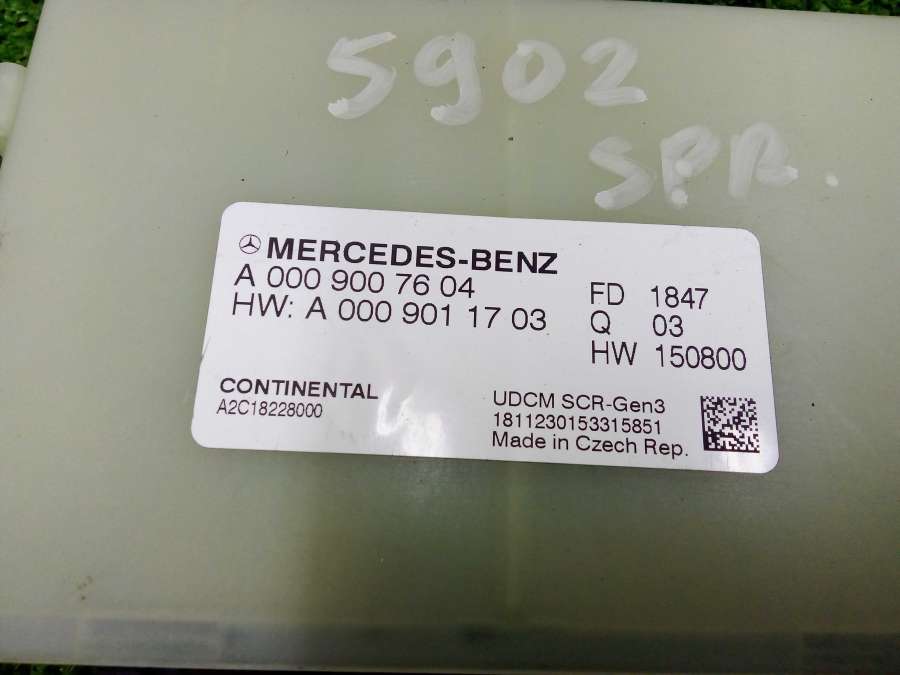 5902
SPR.
MERCEDES-BENZ
A 000 900 76 04
HW: A 000 901 17 03
FD 1847
Q 03
HW 150800
CONTINENTAL
A2C18228000
UDCM SCR-Gen3
1811230153315851
Made in Czech Rep.